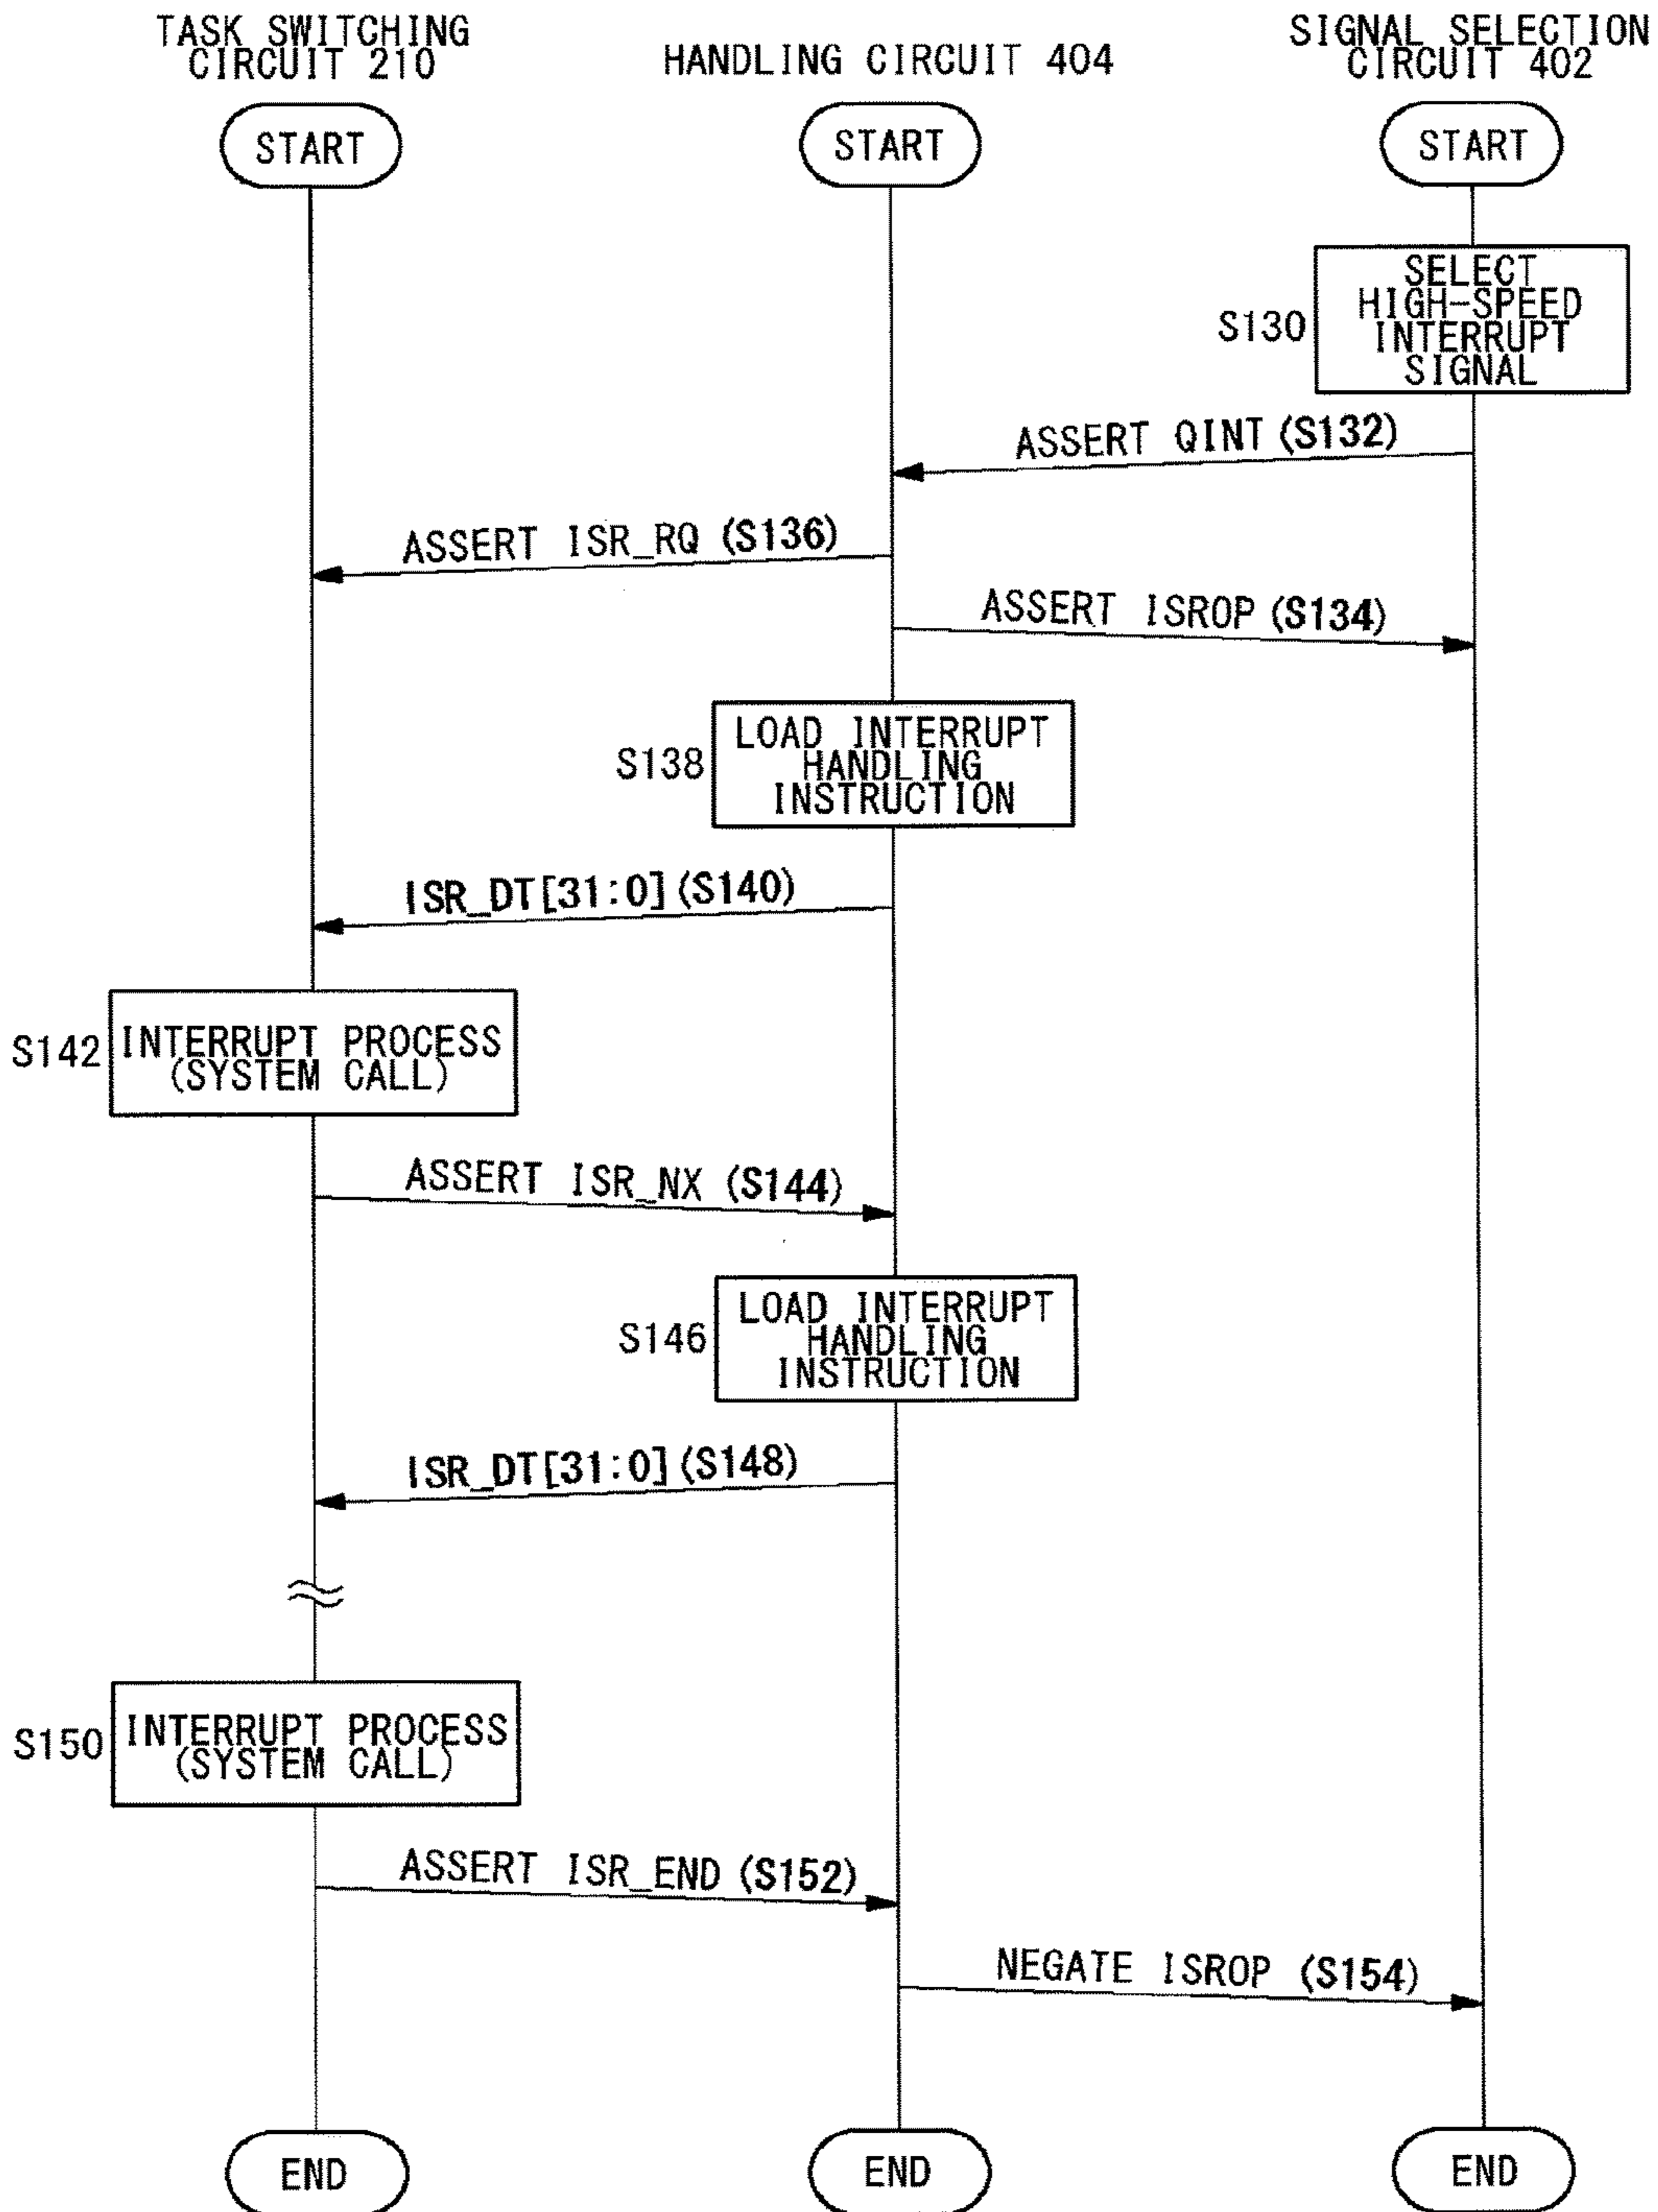 TASK SWITCHING
CIRCUIT 210
HANDLING CIRCUIT 404
SIGNAL SELECTION
CIRCUIT 402
START
START
START
S130
SELECT
HIGH-SPEED
INTERRUPT
SIGNAL
ASSERT QINT (S132)
ASSERT ISR_RQ (S136)
ASSERT ISROP (S134)
S138
LOAD INTERRUPT
HANDLING
INSTRUCTION
ISR_DT[31:0] (S140)
S142
INTERRUPT PROCESS
(SYSTEM CALL)
ASSERT ISR_NX (S144)
S146
LOAD INTERRUPT
HANDLING
INSTRUCTION
ISR_DT[31:0] (S148)
S150
INTERRUPT PROCESS
(SYSTEM CALL)
ASSERT ISR_END (S152)
NEGATE ISROP (S154)
END
END
END